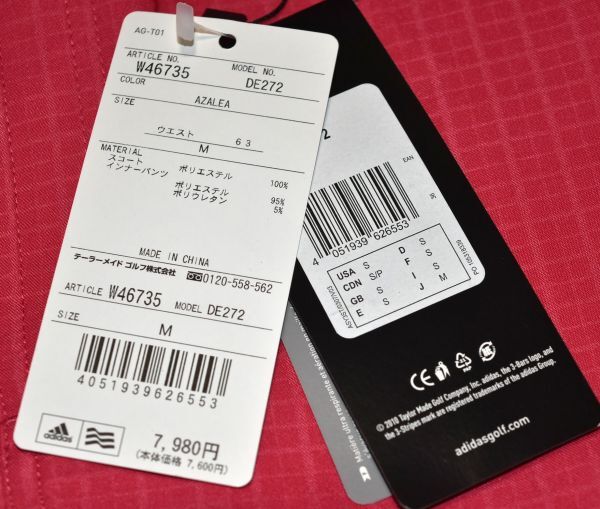 AG-T01
ARTICLE NO. MODEL NO.
W46735 DE272
COLOR
AZALEA
SIZE
ウエスト 63
M
MATERIAL
スコート ポリエステル 100%
インナーパンツ
ポリエステル 95%
ポリウレタン 5%
MADE IN CHINA
テーラーメイド ゴルフ株式会社 0120-558-562
ARTICLE W46735 MODEL DE272
SIZE
M
4051939626553
adidas
7,980円
(本体価格 7,600円)
2
EAN
4 051939 626553
USA S D S
CDN S/P F S
GB S I S
E S J M
CE
PAP
© 2010 Taylor Made Golf Company, Inc. adidas, the 3-Bars logo, and
the 3-Stripes mark are registered trademarks of the adidas Group.
adidasgolf.com